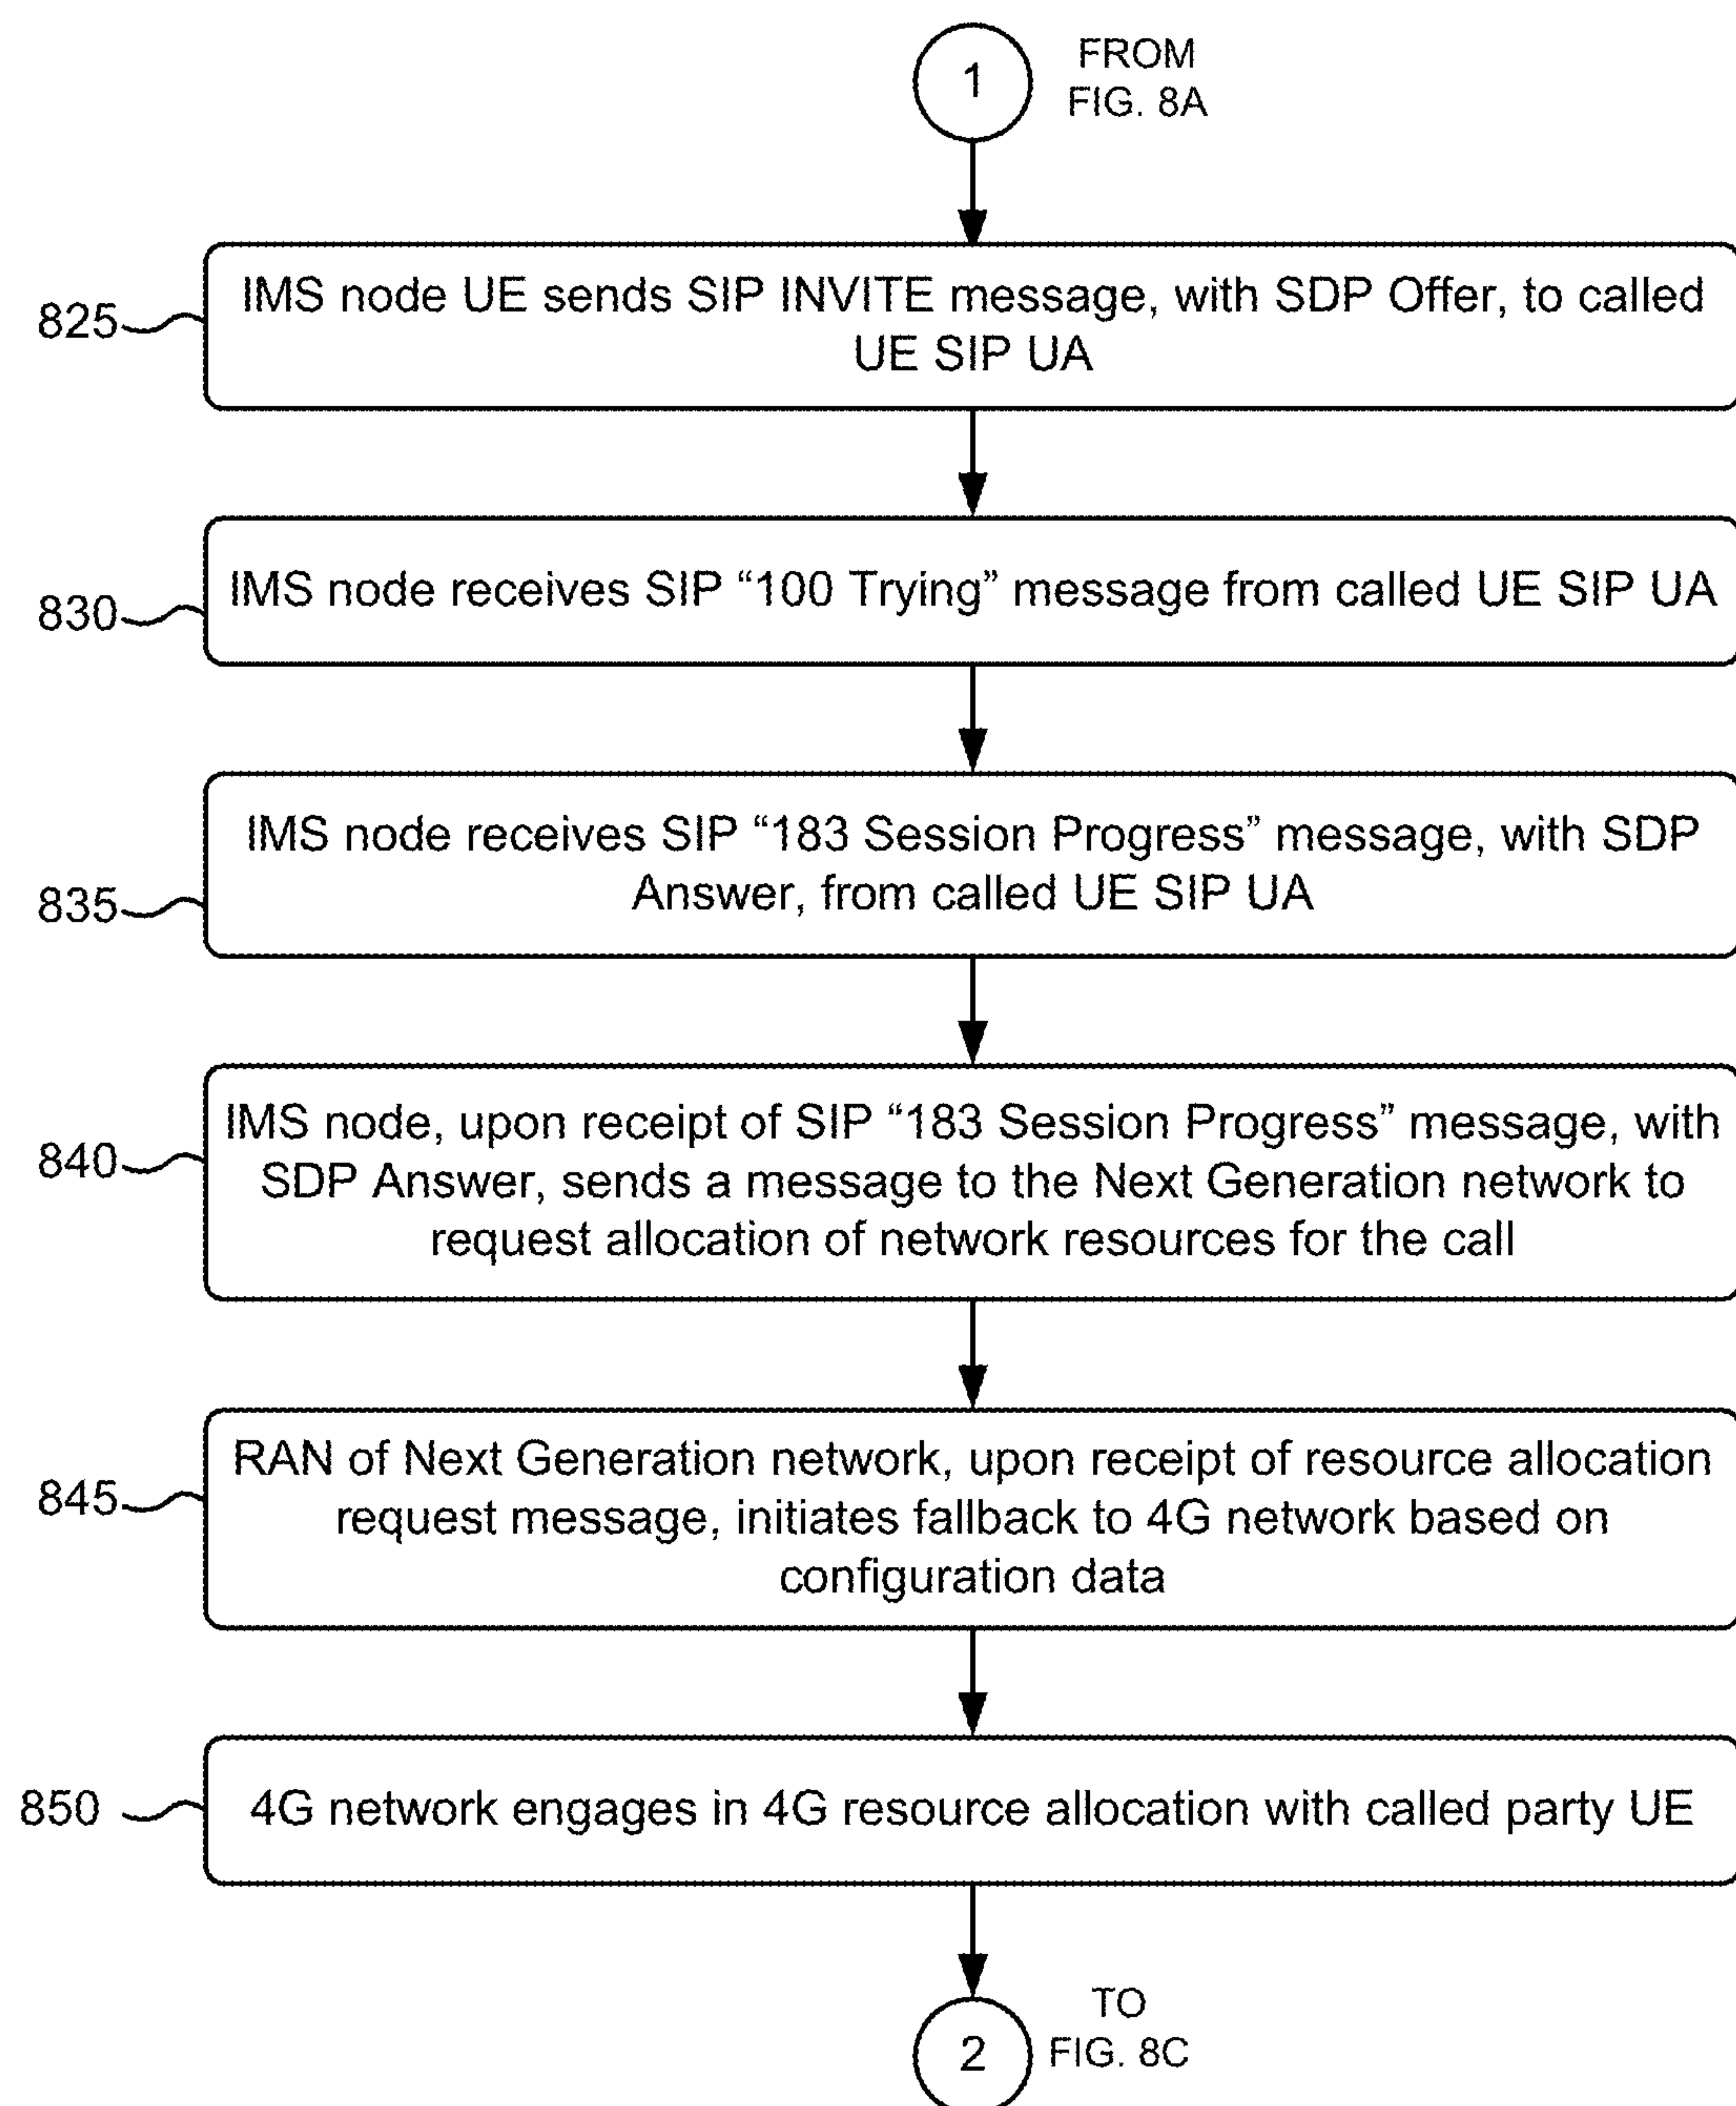 1
FROM
FIG. 8A
825
IMS node UE sends SIP INVITE message, with SDP Offer, to called
UE SIP UA
830
IMS node receives SIP “100 Trying” message from called UE SIP UA
835
IMS node receives SIP “183 Session Progress” message, with SDP
Answer, from called UE SIP UA
840
IMS node, upon receipt of SIP “183 Session Progress” message, with
SDP Answer, sends a message to the Next Generation network to
request allocation of network resources for the call
845
RAN of Next Generation network, upon receipt of resource allocation
request message, initiates fallback to 4G network based on
configuration data
850
4G network engages in 4G resource allocation with called party UE
2
TO
FIG. 8C